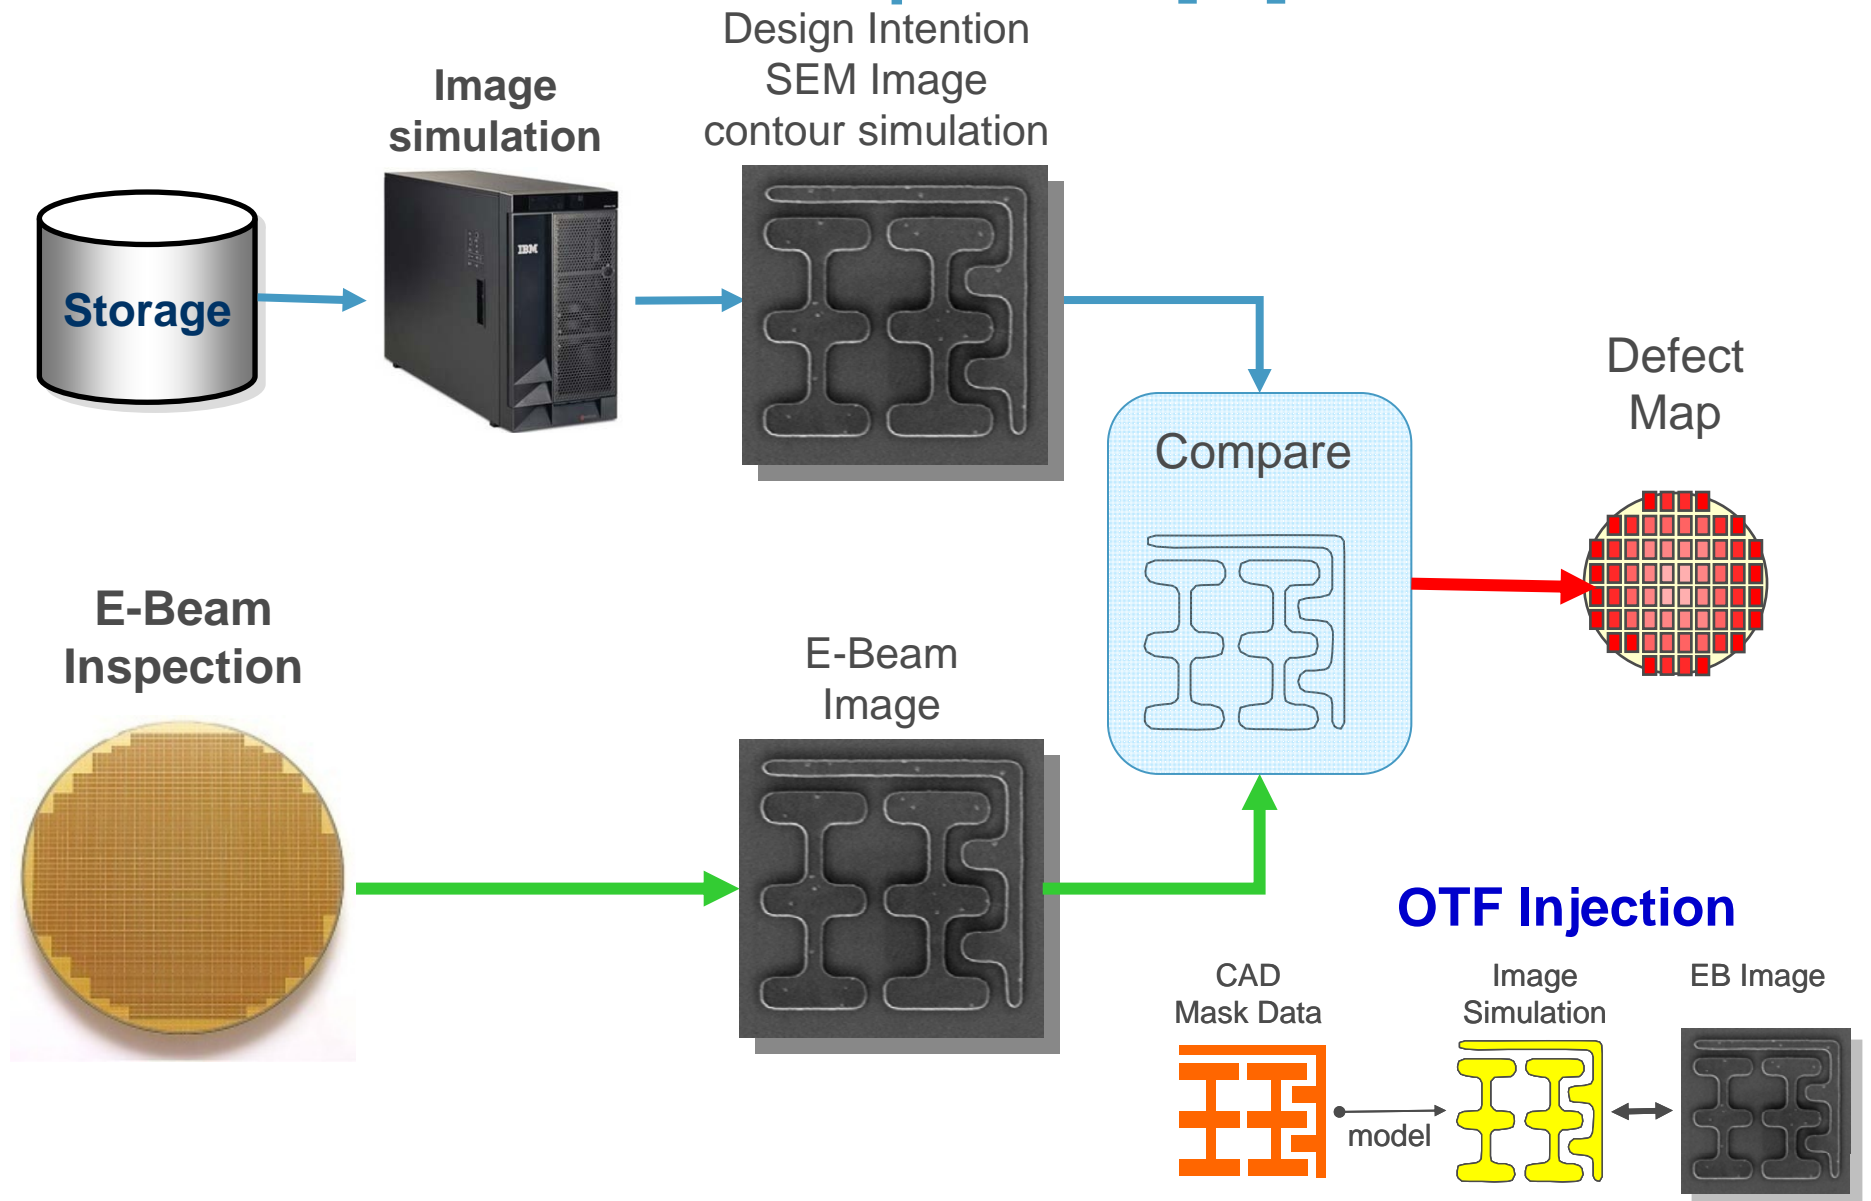 Design Intention
SEM Image
contour simulation
Image
simulation
IBM
Storage
Defect
Map
Compare
E-Beam
Inspection
E-Beam
Image
OTF Injection
CAD
Mask Data
Image
Simulation
EB Image
model